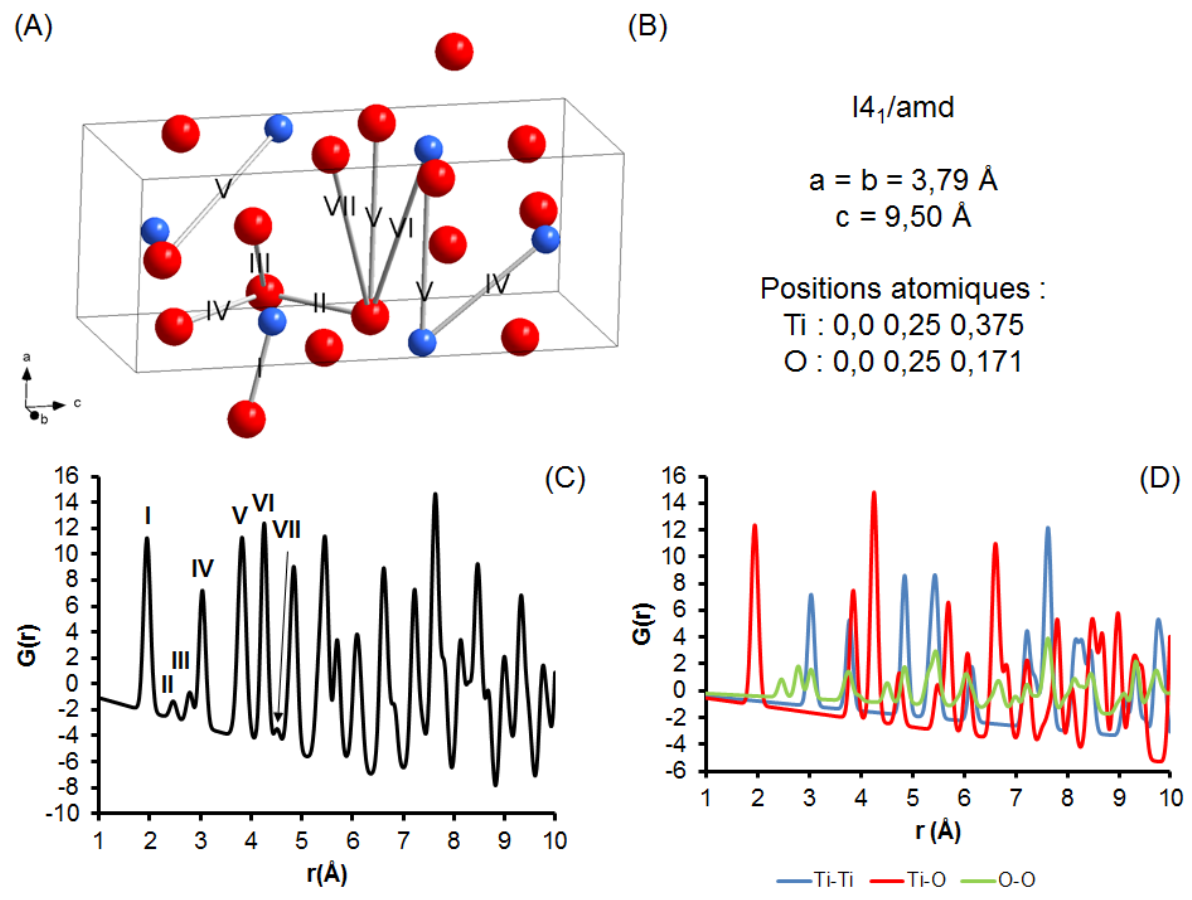 (A)
(B)
V
VII
V
VI
III
IV
II
V
IV
I
a
c
b
I4₁/amd
a = b = 3,79 Å
c = 9,50 Å
Positions atomiques :
Ti : 0,0 0,25 0,375
O : 0,0 0,25 0,171
(C)
G(r)
16
14
12
10
8
6
4
2
0
-2
-4
-6
-8
-10
I
II
III
IV
V
VI
VII
1 2 3 4 5 6 7 8 9 10
r(Å)
(D)
G(r)
16
14
12
10
8
6
4
2
0
-2
-4
-6
1 2 3 4 5 6 7 8 9 10
r (Å)
Ti-Ti Ti-O O-O